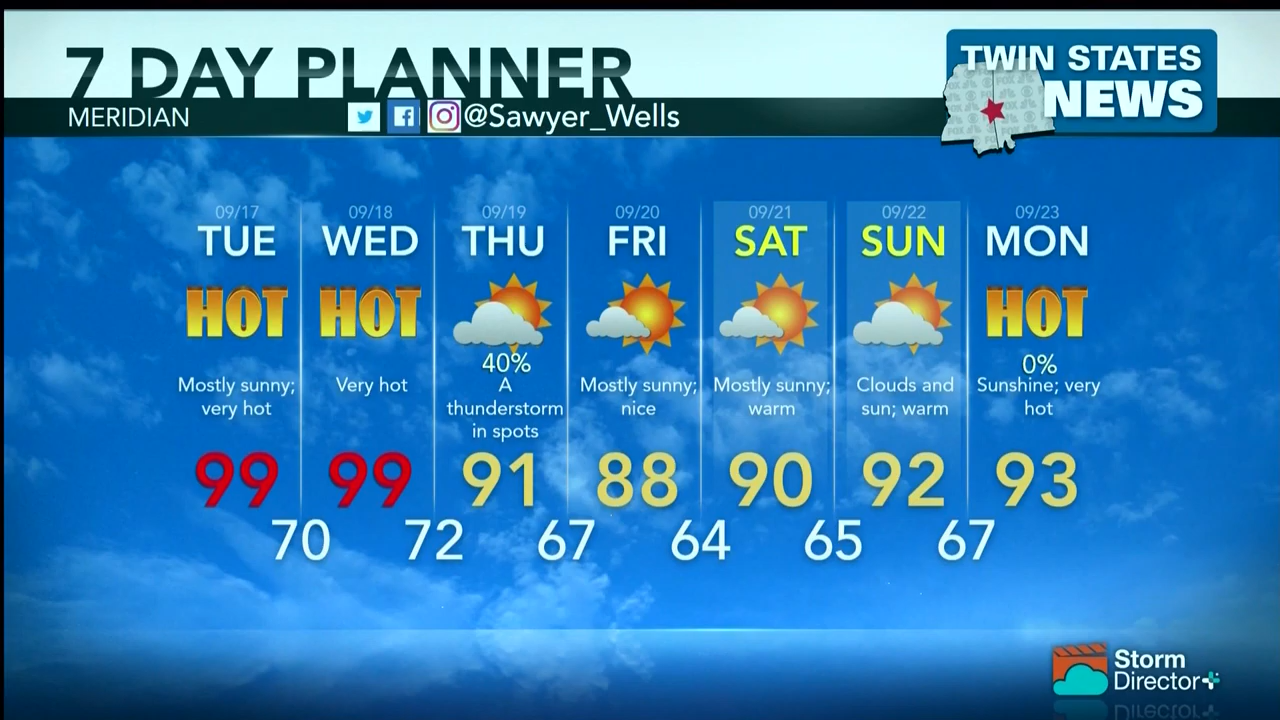 7 DAY PLANNER
MERIDIAN
@Sawyer_Wells
TWIN STATES
NEWS
09/17 09/18 09/19 09/20 09/21 09/22 09/23
TUE WED THU FRI SAT SUN MON
HOT HOT HOT
40% 0%
Mostly sunny; Very hot A Mostly sunny; Mostly sunny; Clouds and Sunshine; very
very hot thunderstorm nice warm sun; warm hot
in spots
99 99 91 88 90 92 93
70 72 67 64 65 67
Storm
Director+